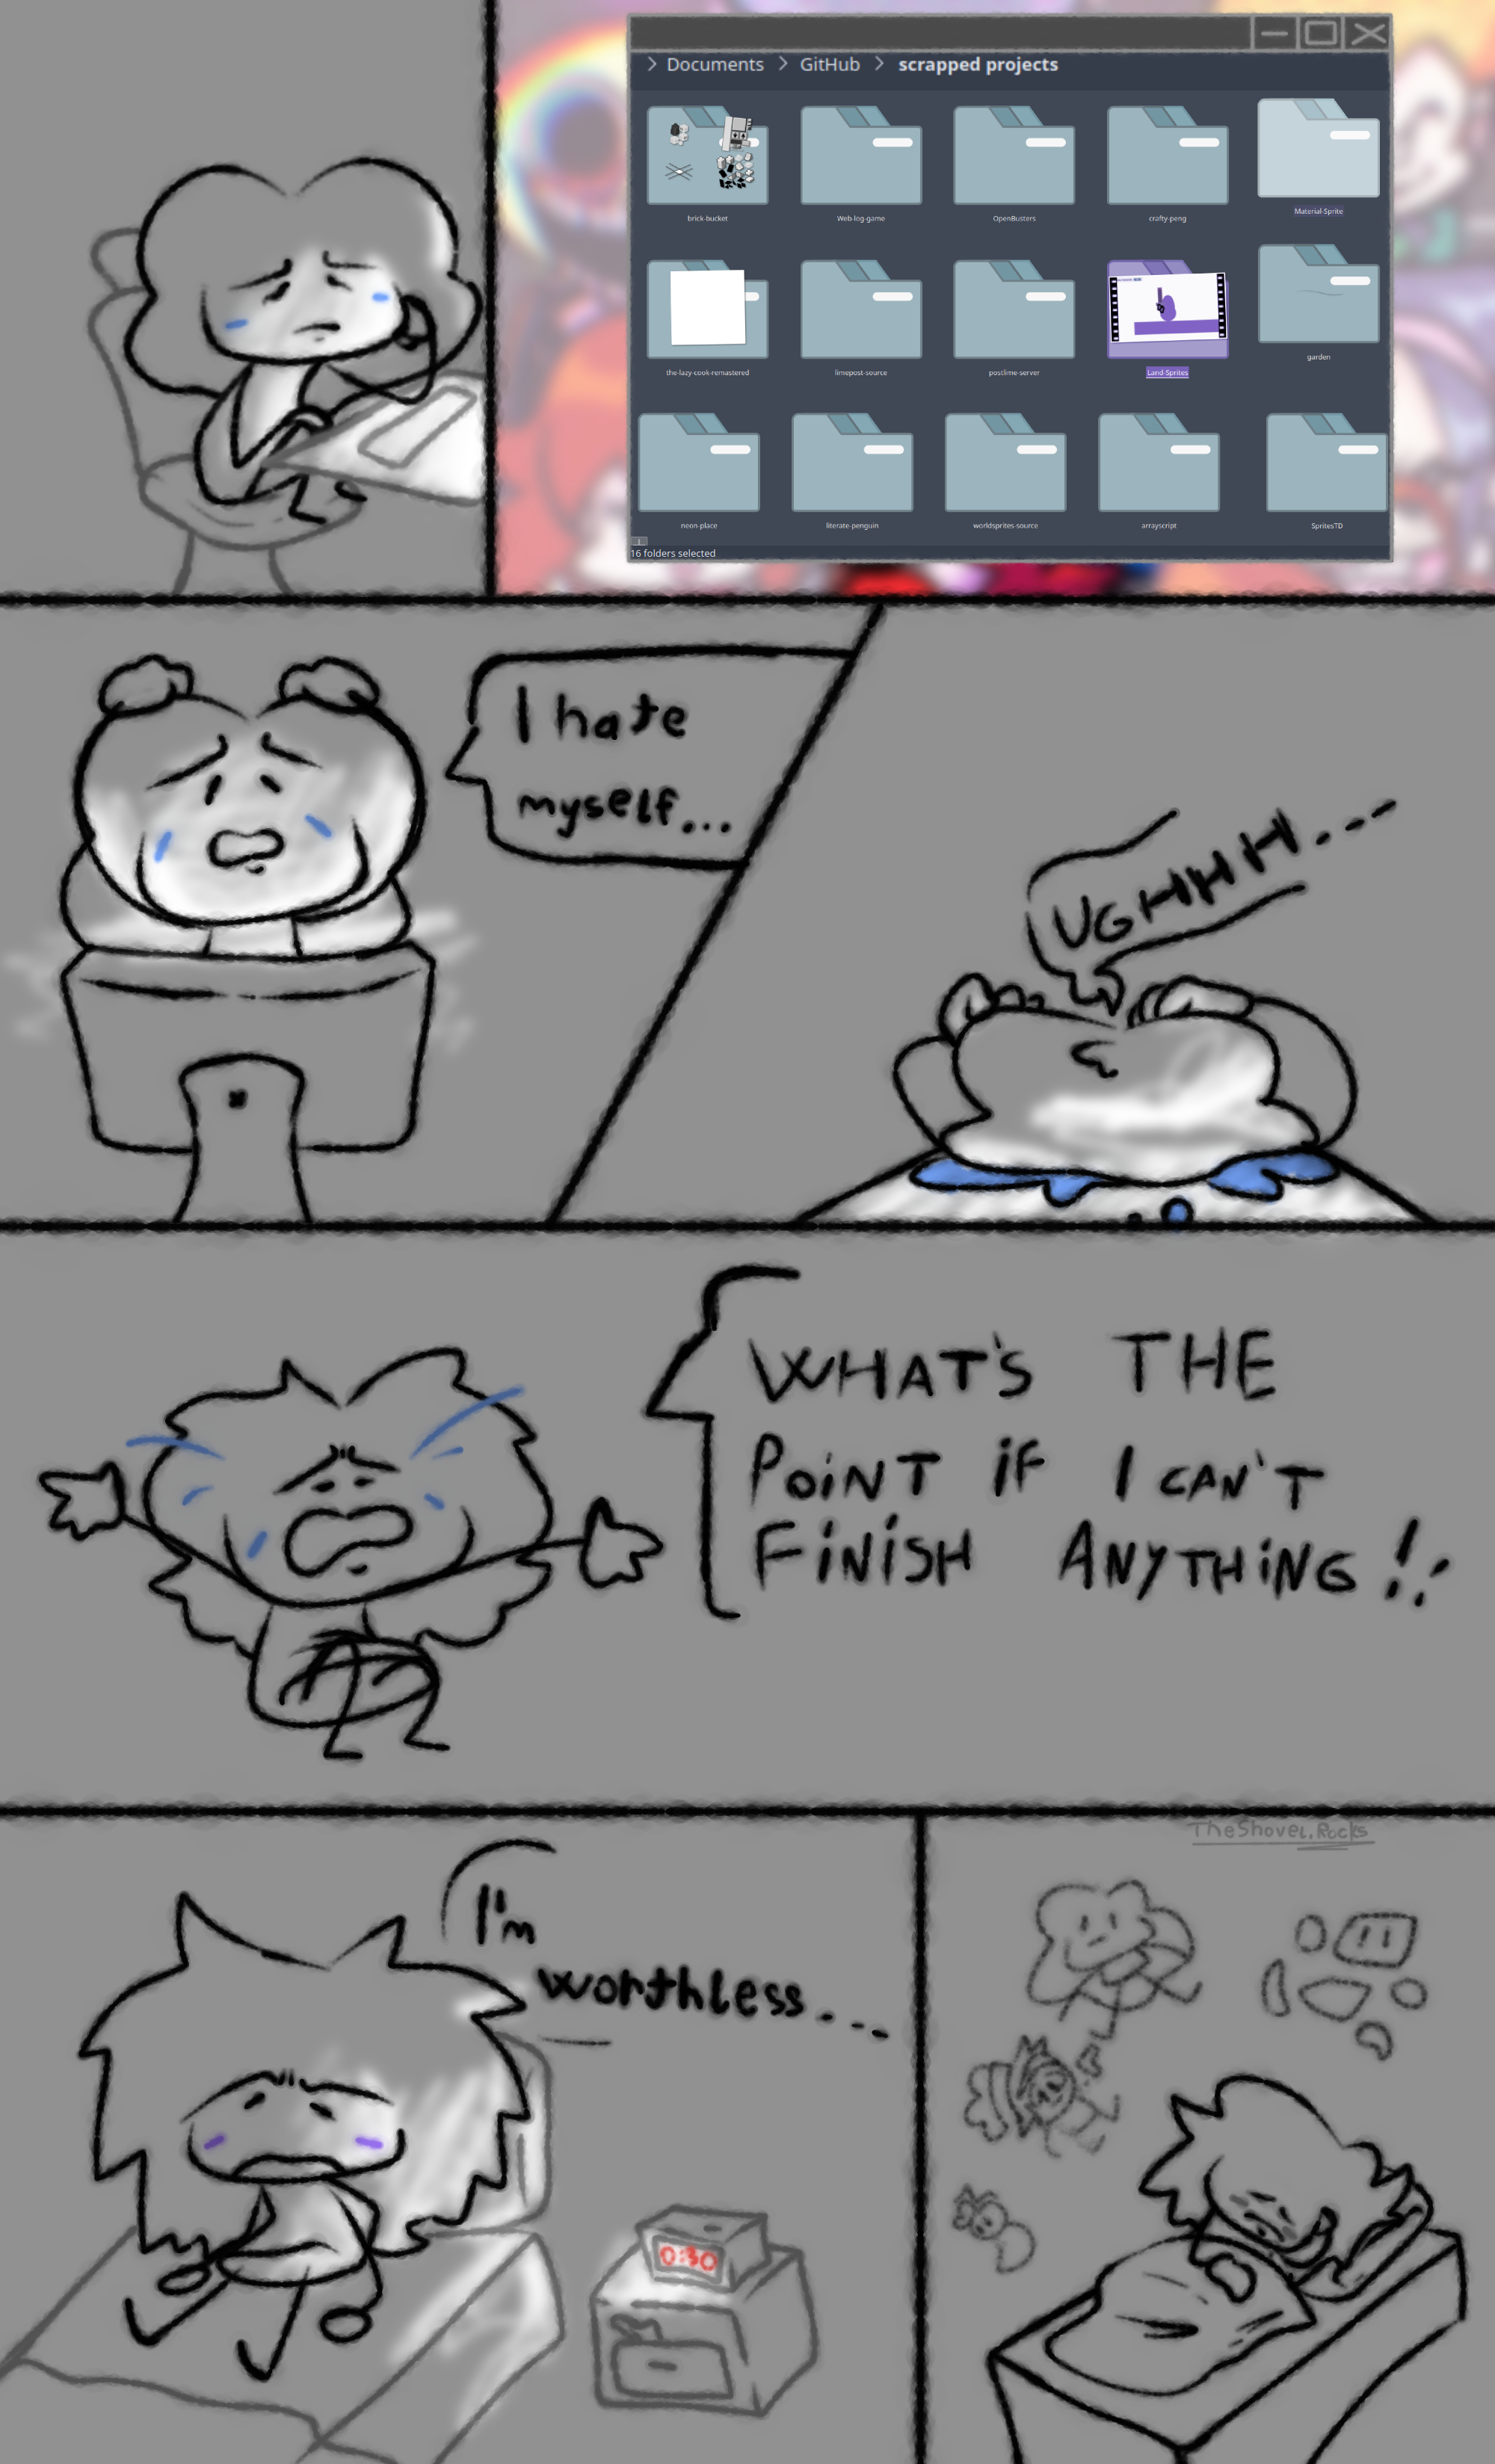 > Documents > GitHub > scrapped projects
brick-bucket
Web-log-game
OpenBusters
crafty-peng
Material-Sprite
the-lazy-cook-remastered
limepost-source
postlime-server
Land-Sprites
garden
neon-place
literate-penguin
worldsprites-source
arrayscript
SpritesTD
16 folders selected
I hate
myself...
UGHHH....
WHAT'S THE
POiNT iF I CAN'T
FiNiSH ANYTHiNG!!
I'm
worthless....
0:30
TheShovel.Rocks